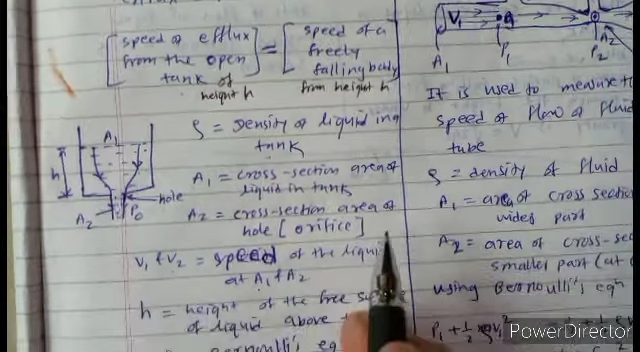 [speed of efflux
from the open
tank of
height h] = [speed of a
freely
falling body
from height h
ρ = density of liquid in a
tank
A1 = cross-section area of
liquid in tank
A2 = cross-section area of
hole [orifice]
A1
h
hole
A2
P0
v1 & v2 = speed of the liquid
at A1 & A2
h = height of the free
of liquid above
eqn
V1
A1
P1
A2
P2
It is used to measure
speed of flow of fluid
tube
ρ = density of fluid
A1 = area of cross
wider part
A2 = area of cross-
smaller part (at
using Bernoulli's eqn
P1 + 1/2 ρv1²
PowerDirector